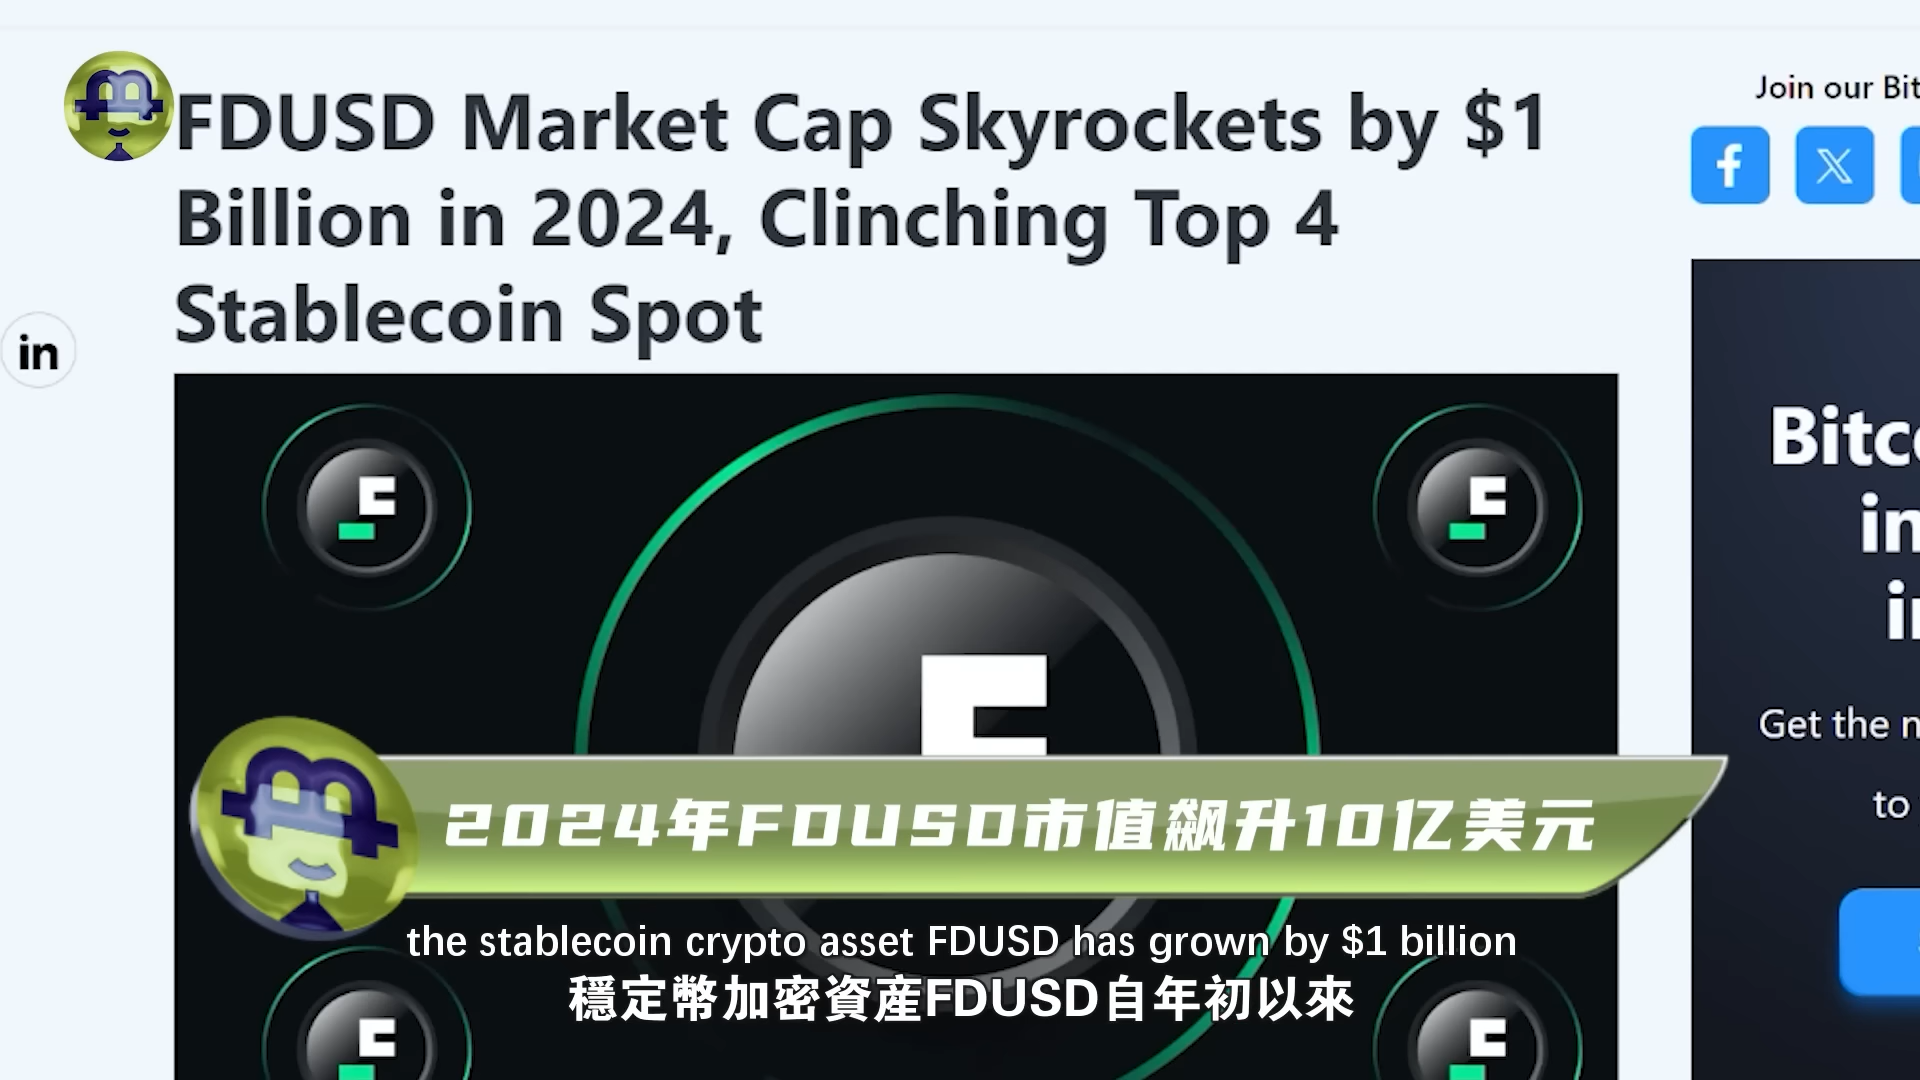 Join our Bit
FDUSD Market Cap Skyrockets by $1
Billion in 2024, Clinching Top 4
Stablecoin Spot
in
Bitc
in
Get the
to
2024年FDUSD市值飙升10亿美元
the stablecoin crypto asset FDUSD has grown by $1 billion
穩定幣加密資産FDUSD自年初以來